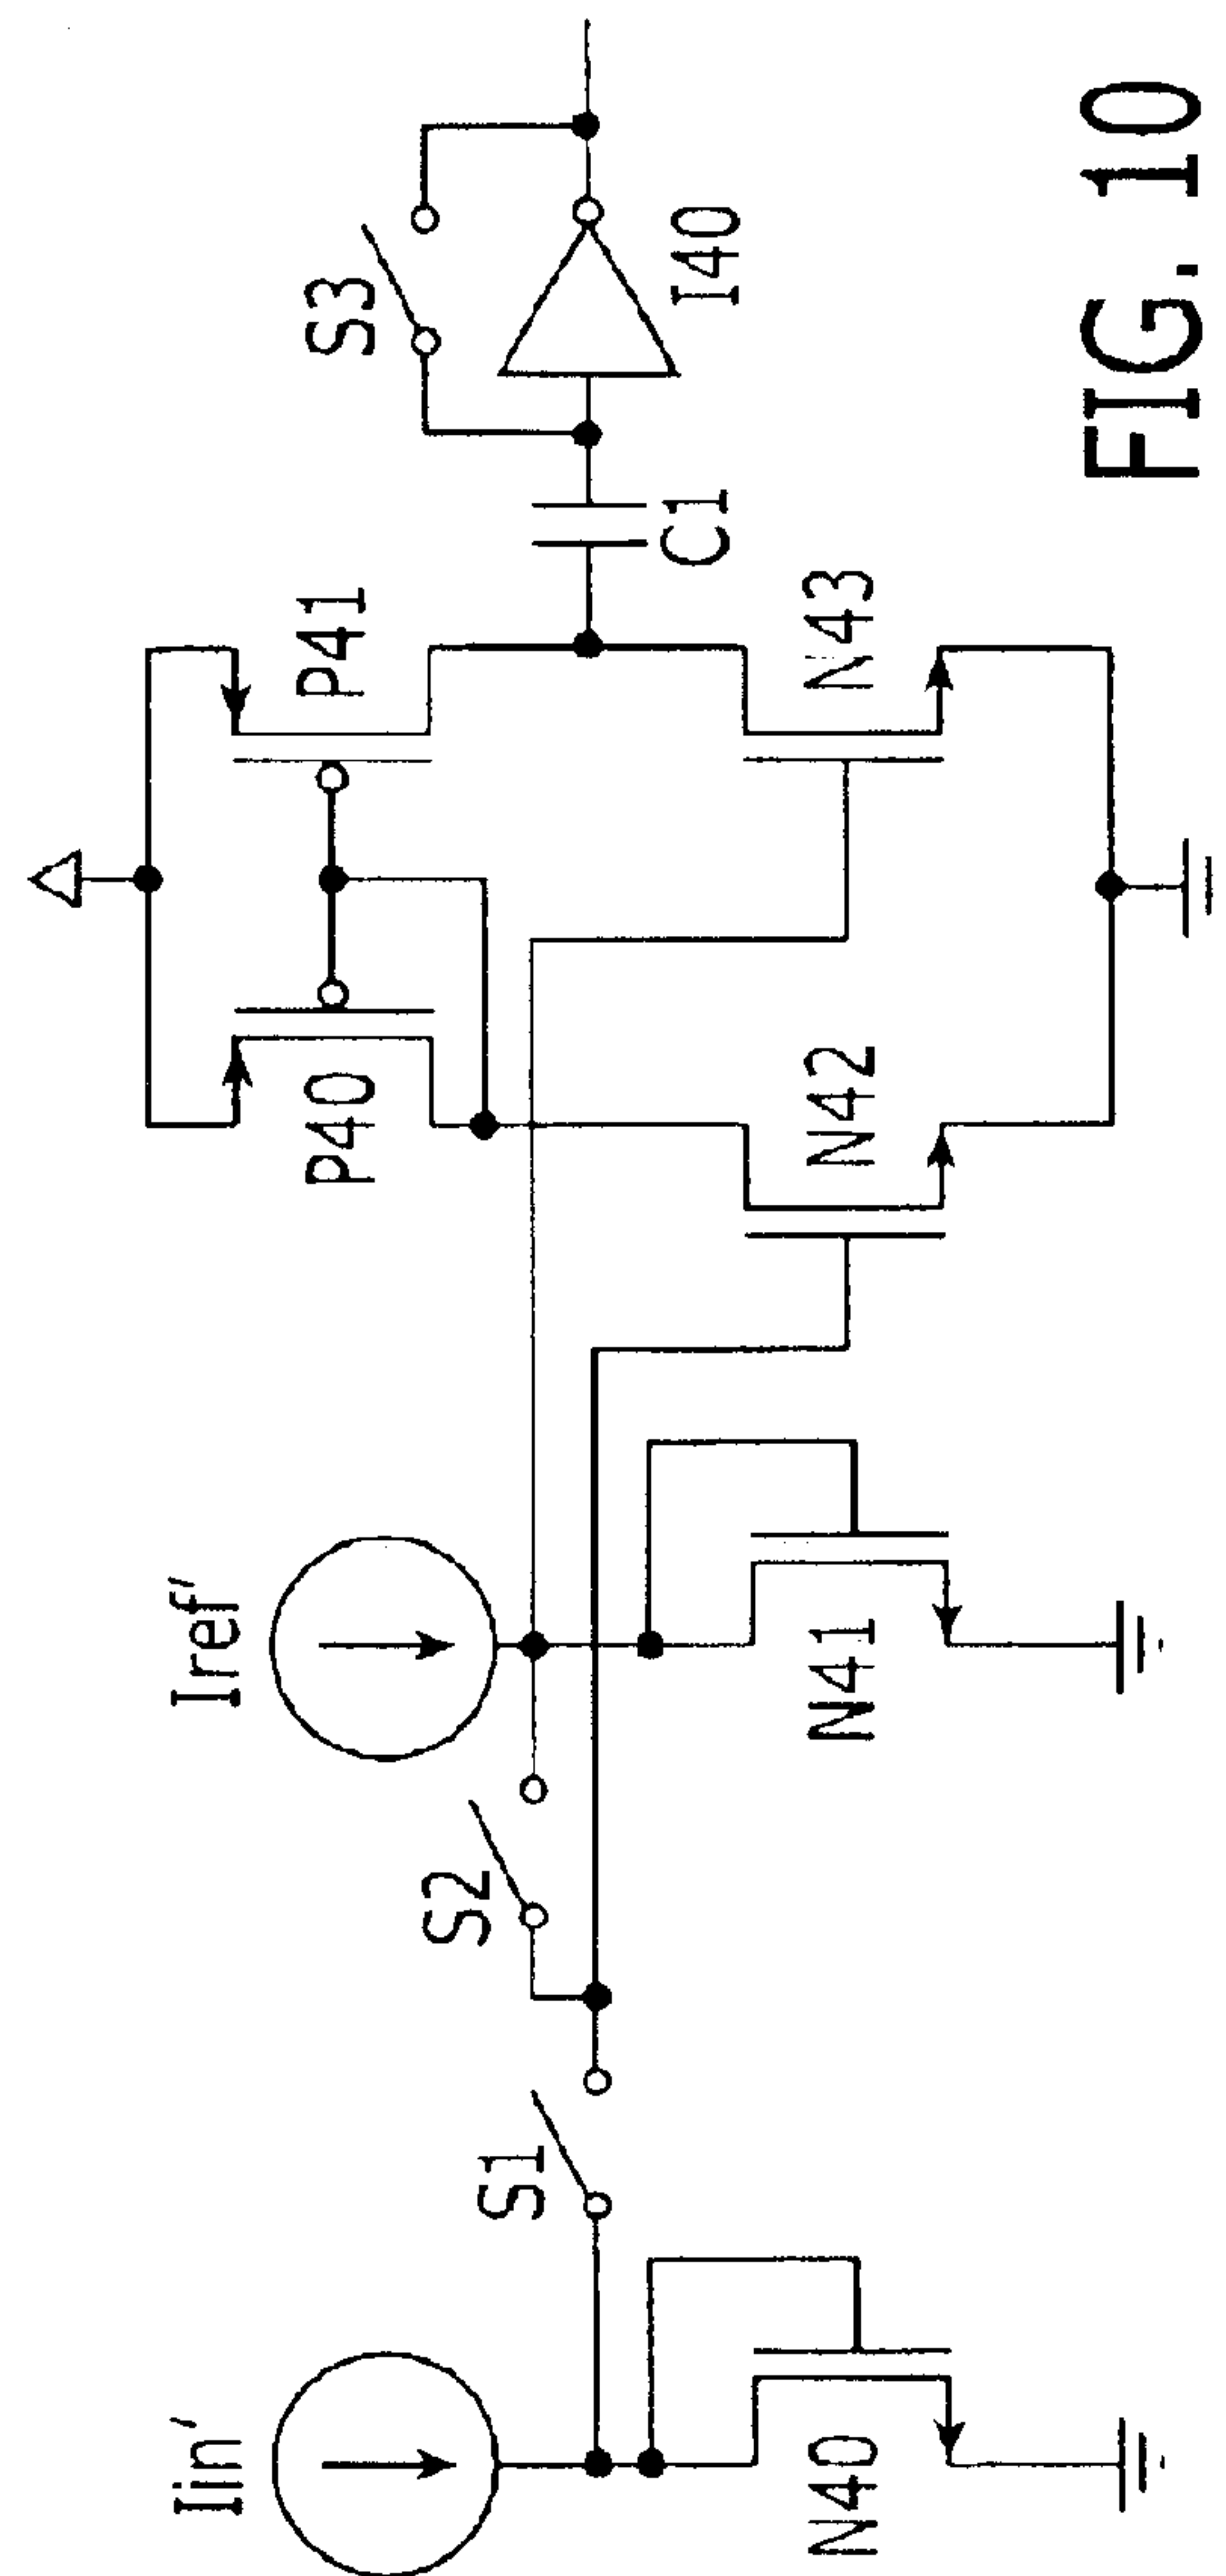 Iin'
N40
S1
S2
Iref'
N41
P40
P41
N42
N43
C1
S3
I40
FIG. 10